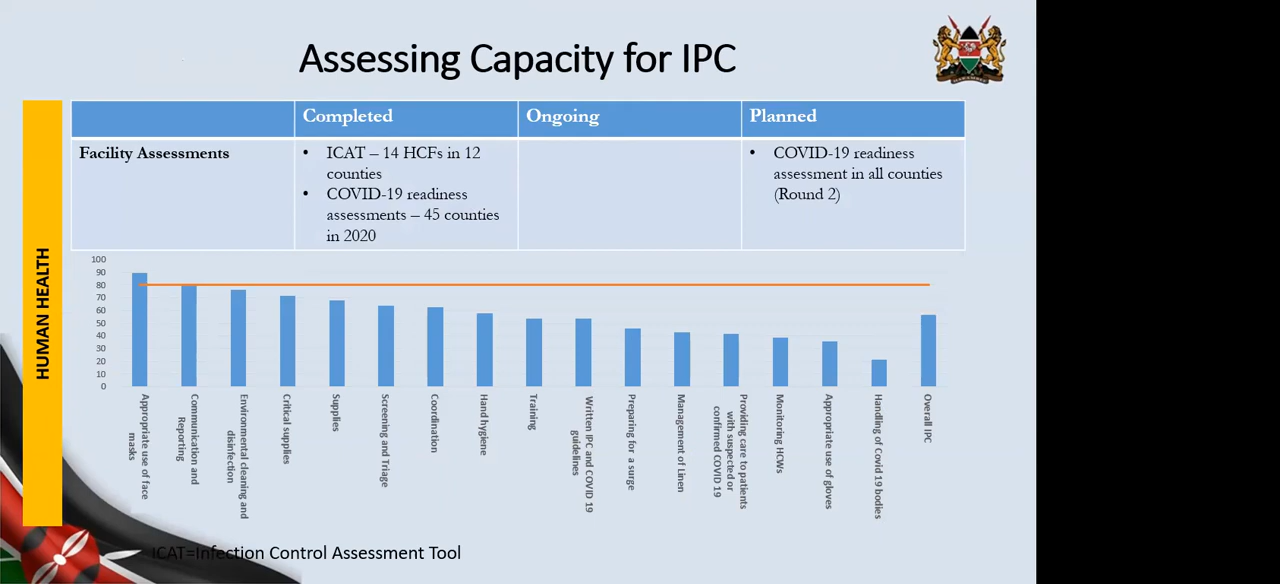 Assessing Capacity for IPC
Completed
Ongoing
Planned
Facility Assessments
• ICAT – 14 HCFs in 12
counties
• COVID-19 readiness
assessments – 45 counties
in 2020
• COVID-19 readiness
assessment in all counties
(Round 2)
HUMAN HEALTH
100
90
80
70
60
50
40
30
20
10
0
Appropriate use of face
masks
Communication and
Reporting
Environmental cleaning and
disinfection
Critical supplies
Supplies
Screening and Triage
Coordination
Hand hygiene
Training
Written IPC and COVID 19
guidelines
Preparing for a surge
Management of Linen
Providing care to patients
with suspected or
confirmed COVID 19
Monitoring HCWs
Appropriate use of gloves
Handling of Covid 19 bodies
Overall IPC
ICAT=Infection Control Assessment Tool